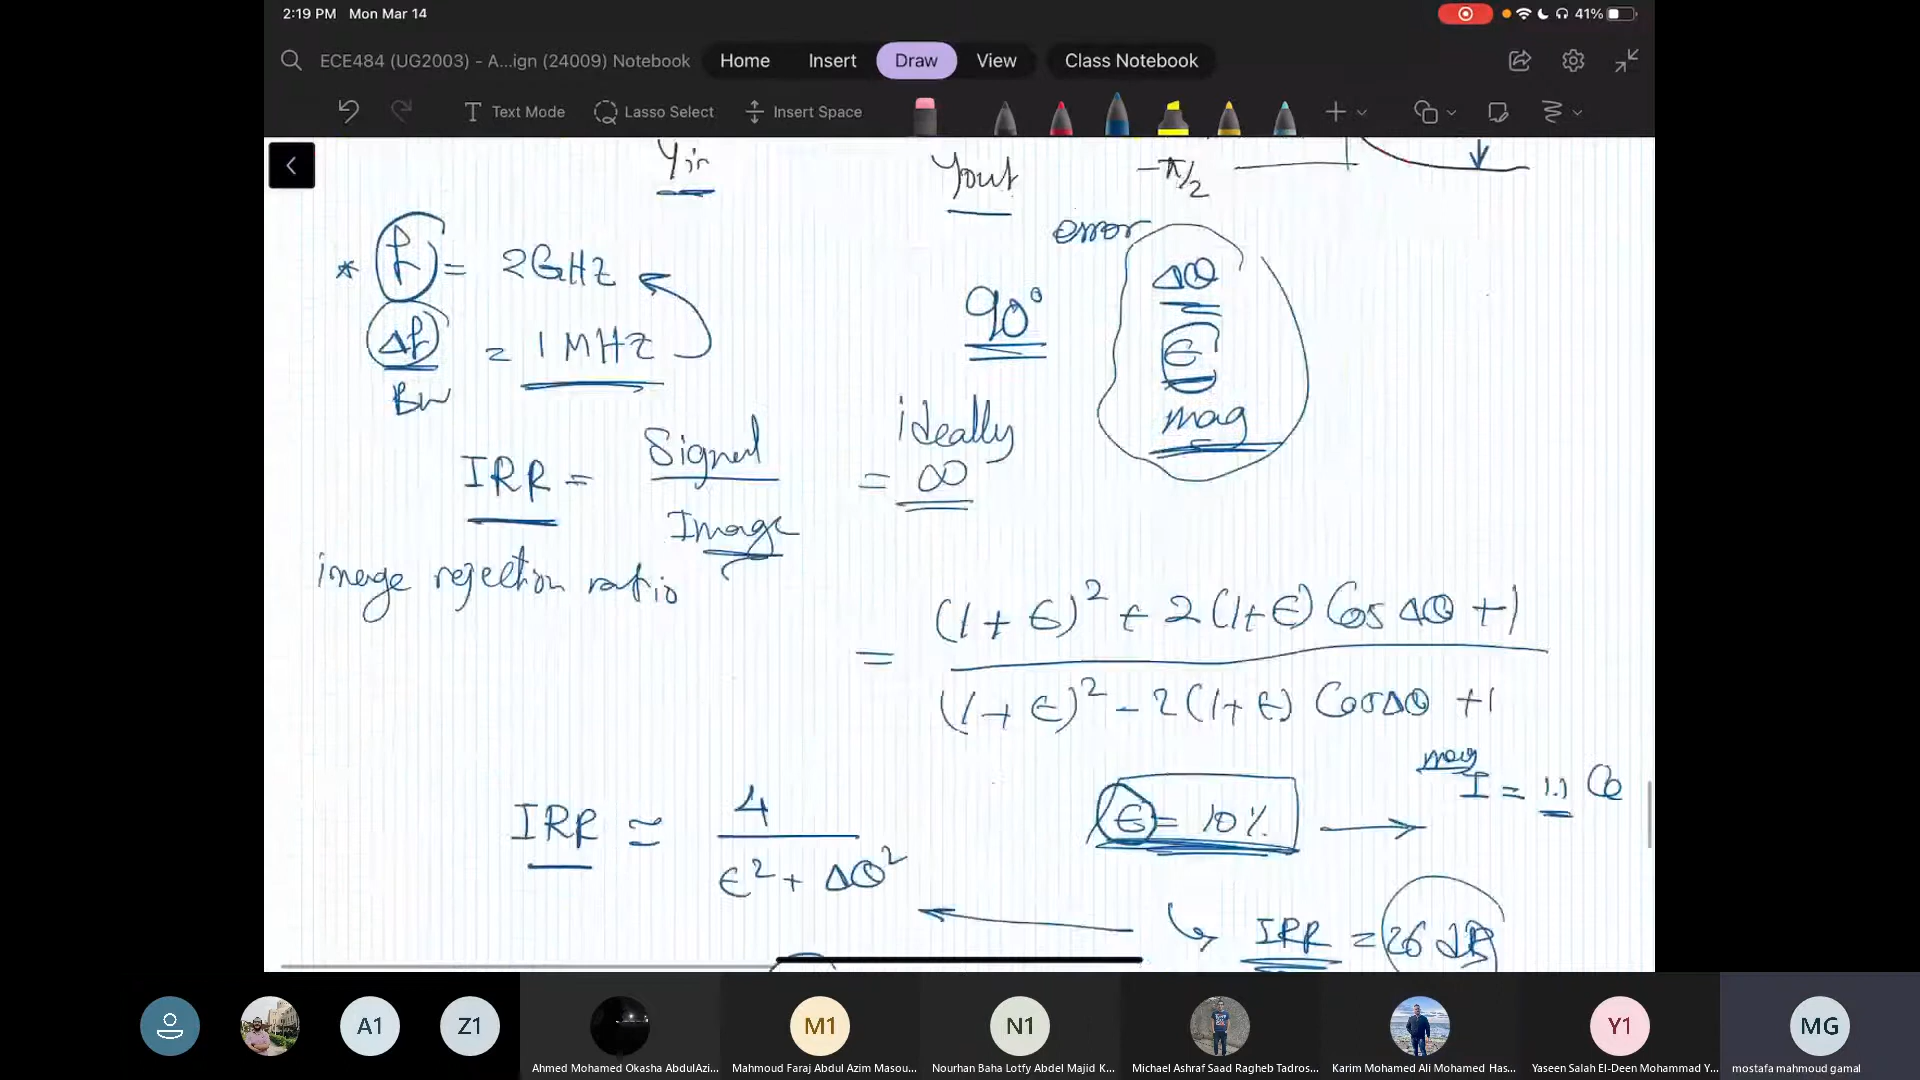 2:19 PM Mon Mar 14
41%
ECE484 (UG2003) - A...ign (24009) Notebook
Home Insert Draw View Class Notebook
Text Mode Lasso Select Insert Space
Yin
Yout
-π/2
error
* f = 2GHz
90°
Δθ
Δf = 1 MHz
ϵ
BW
mag
ideally
IRR = Signal / Image = ∞
image rejection ratio
= (1+ϵ)² + 2(1+ϵ) Cos Δθ +1
(1+ϵ)² - 2(1+ϵ) Cos Δθ +1
mag
I = 1.1 Q
IRR ≃ 4 / ϵ² + Δθ²
ϵ = 10%
IRR = 26 dB
A1
Z1
M1
N1
Y1
MG
Ahmed Mohamed Okasha AbdulAzi...
Mahmoud Faraj Abdul Azim Masou...
Nourhan Baha Lotfy Abdel Majid K...
Michael Ashraf Saad Ragheb Tadros...
Karim Mohamed Ali Mohamed Has...
Yaseen Salah El-Deen Mohammad Y...
mostafa mahmoud gamal